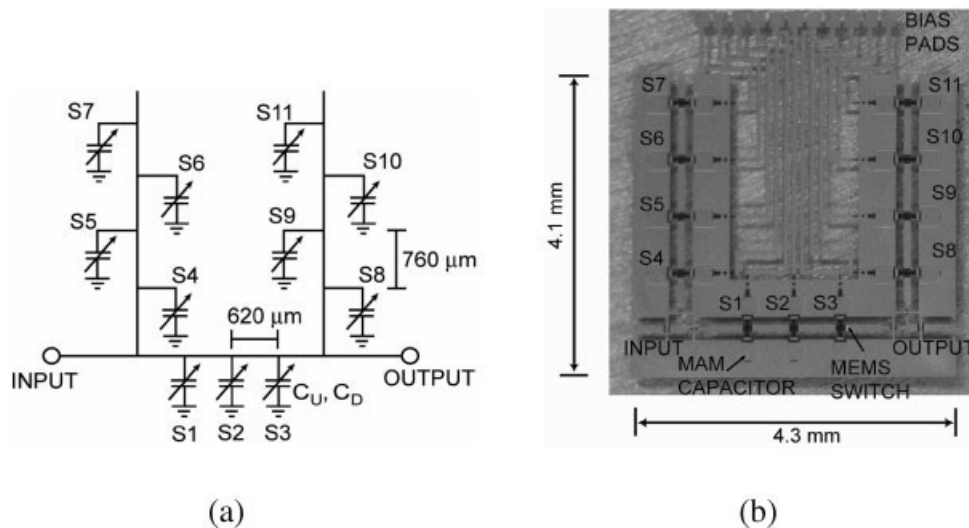 S7
S11
S6
S10
S5
S9
S4
S8
760 μm
620 μm
INPUT
OUTPUT
C_U, C_D
S1
S2
S3
(a)
BIAS
PADS
S7
S11
S6
S10
S5
S9
S4
S8
S1
S2
S3
INPUT
OUTPUT
MAM
CAPACITOR
MEMS
SWITCH
4.1 mm
4.3 mm
(b)